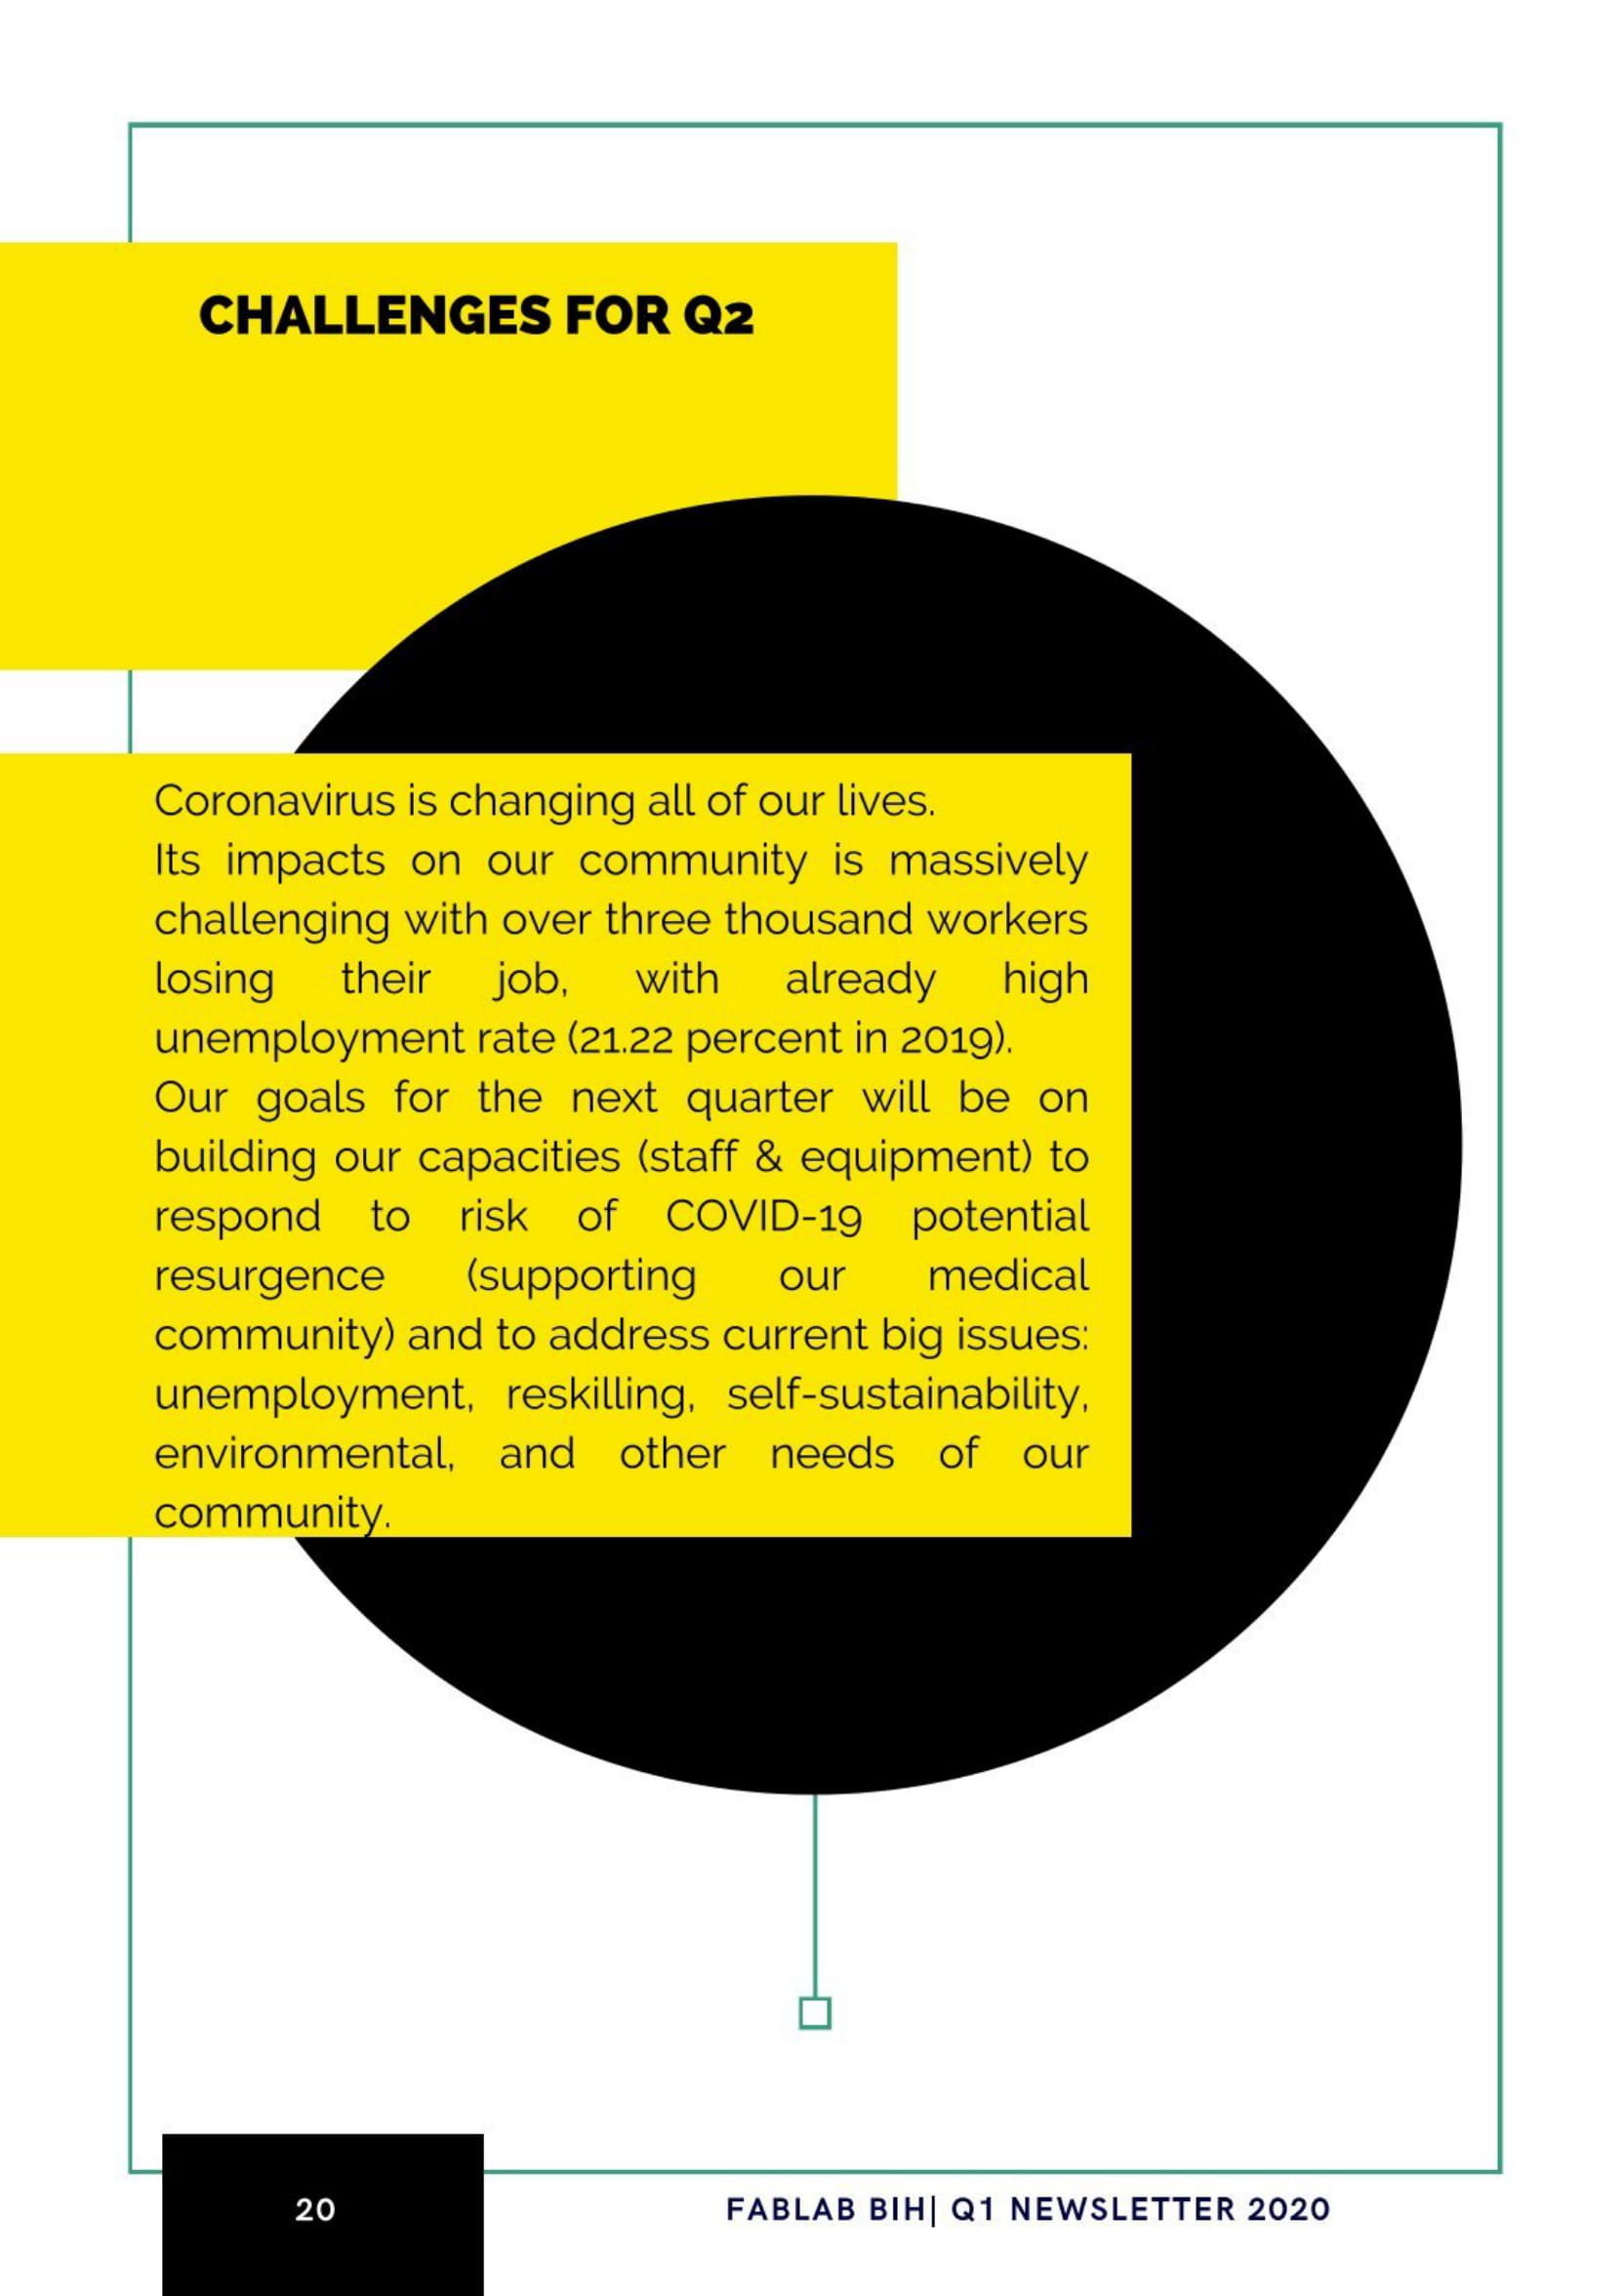 CHALLENGES FOR Q2
Coronavirus is changing all of our lives.
Its impacts on our community is massively
challenging with over three thousand workers
losing their job, with already high
unemployment rate (21.22 percent in 2019).
Our goals for the next quarter will be on
building our capacities (staff & equipment) to
respond to risk of COVID-19 potential
resurgence (supporting our medical
community) and to address current big issues:
unemployment, reskilling, self-sustainability,
environmental, and other needs of our
community.
20
FABLAB BIH| Q1 NEWSLETTER 2020